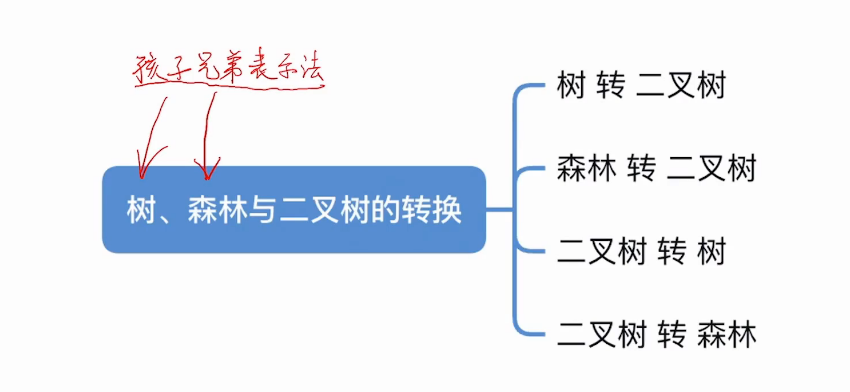 孩子兄弟表示法
树、森林与二叉树的转换
树 转 二叉树
森林 转 二叉树
二叉树 转 树
二叉树 转 森林